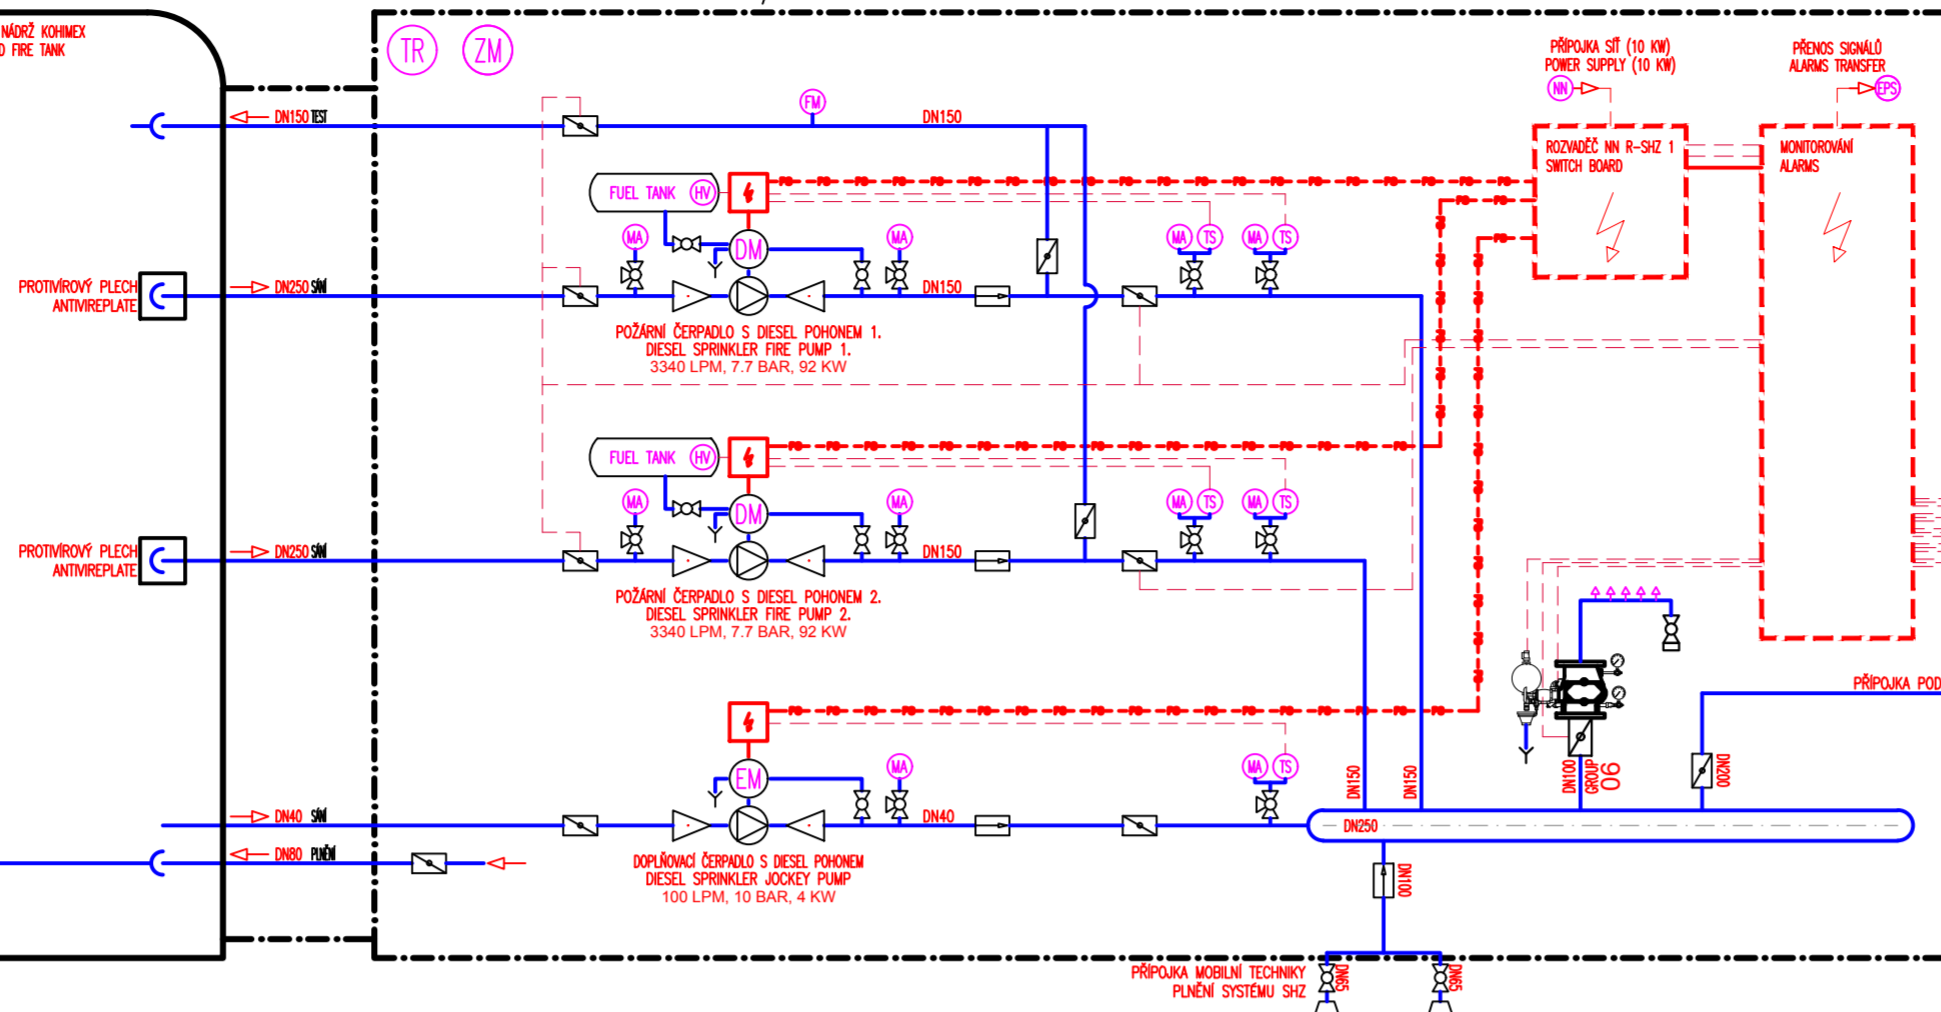 NÁDRŽ KOHIMEX
D FIRE TANK
TR
ZM
PŘÍPOJKA SÍŤ (10 KW)
POWER SUPPLY (10 KW)
NN
PŘENOS SIGNÁLŮ
ALARMS TRANSFER
EPS
DN150 TEST
FM
DN150
ROZVADĚČ NN R-SHZ 1
SWITCH BOARD
MONITOROVÁNÍ
ALARMS
FUEL TANK
HV
MA
DM
MA
MA
TS
MA
TS
PROTIVÍROVÝ PLECH
ANTIVIREPLATE
DN250 SÁNÍ
DN150
POŽÁRNÍ ČERPADLO S DIESEL POHONEM 1.
DIESEL SPRINKLER FIRE PUMP 1.
3340 LPM, 7.7 BAR, 92 KW
FUEL TANK
HV
MA
DM
MA
MA
TS
MA
TS
PROTIVÍROVÝ PLECH
ANTIVIREPLATE
DN250 SÁNÍ
DN150
POŽÁRNÍ ČERPADLO S DIESEL POHONEM 2.
DIESEL SPRINKLER FIRE PUMP 2.
3340 LPM, 7.7 BAR, 92 KW
PŘÍPOJKA POD
EM
MA
MA
TS
DN150
DN150
DN100
GROUP
06
DN200
DN40 SÁNÍ
DN40
DN250
DN80 PLNĚNÍ
DOPLŇOVACÍ ČERPADLO S DIESEL POHONEM
DIESEL SPRINKLER JOCKEY PUMP
100 LPM, 10 BAR, 4 KW
DN100
PŘÍPOJKA MOBILNÍ TECHNIKY
PLNĚNÍ SYSTÉMU SHZ
DN65
DN65